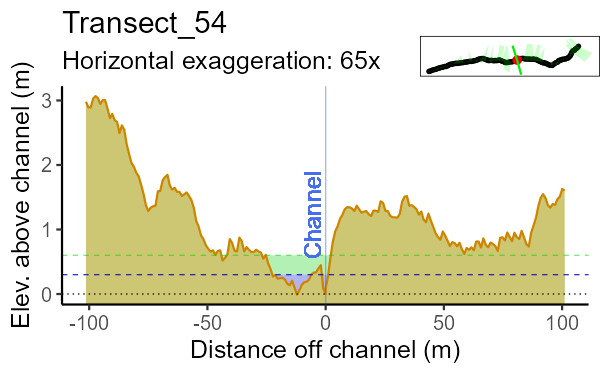 Transect_54
Horizontal exaggeration: 65x
Elev. above channel (m)
3
2
1
0
Channel
-100
-50
0
50
100
Distance off channel (m)